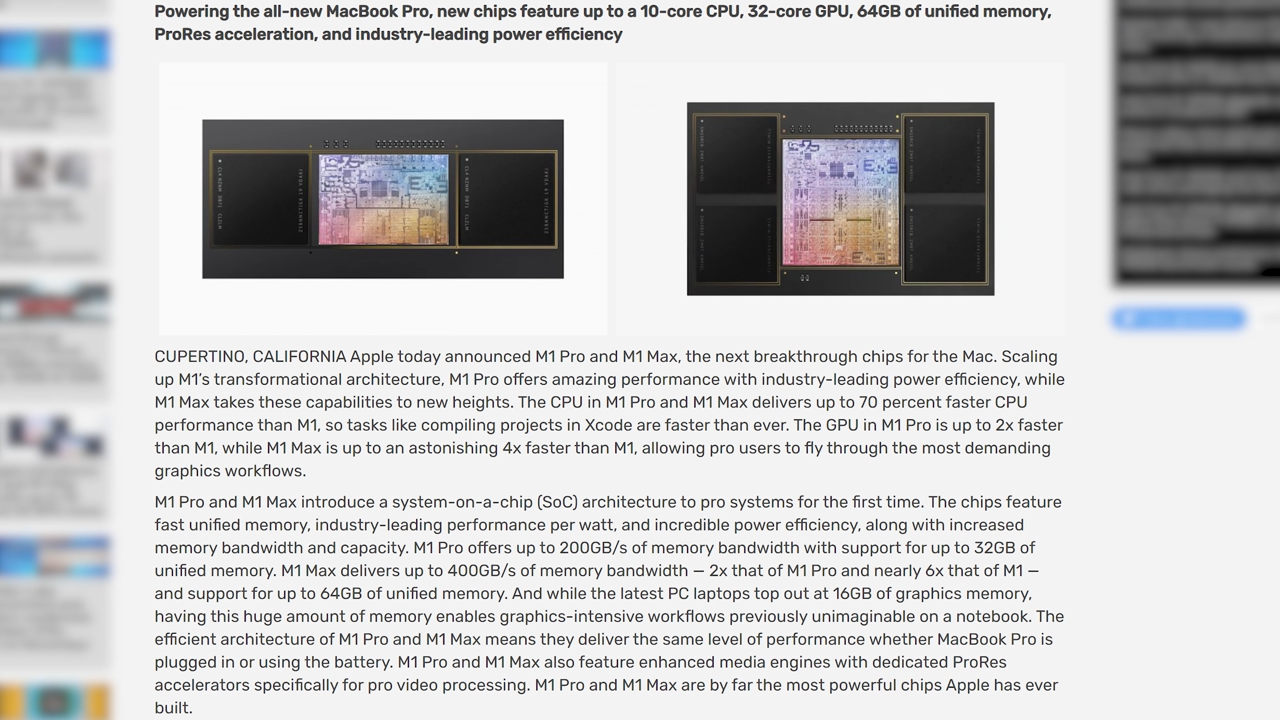 Powering the all-new MacBook Pro, new chips feature up to a 10-core CPU, 32-core GPU, 64GB of unified memory,
ProRes acceleration, and industry-leading power efficiency
CUPERTINO, CALIFORNIA Apple today announced M1 Pro and M1 Max, the next breakthrough chips for the Mac. Scaling
up M1's transformational architecture, M1 Pro offers amazing performance with industry-leading power efficiency, while
M1 Max takes these capabilities to new heights. The CPU in M1 Pro and M1 Max delivers up to 70 percent faster CPU
performance than M1, so tasks like compiling projects in Xcode are faster than ever. The GPU in M1 Pro is up to 2x faster
than M1, while M1 Max is up to an astonishing 4x faster than M1, allowing pro users to fly through the most demanding
graphics workflows.
M1 Pro and M1 Max introduce a system-on-a-chip (SoC) architecture to pro systems for the first time. The chips feature
fast unified memory, industry-leading performance per watt, and incredible power efficiency, along with increased
memory bandwidth and capacity. M1 Pro offers up to 200GB/s of memory bandwidth with support for up to 32GB of
unified memory. M1 Max delivers up to 400GB/s of memory bandwidth — 2x that of M1 Pro and nearly 6x that of M1 —
and support for up to 64GB of unified memory. And while the latest PC laptops top out at 16GB of graphics memory,
having this huge amount of memory enables graphics-intensive workflows previously unimaginable on a notebook. The
efficient architecture of M1 Pro and M1 Max means they deliver the same level of performance whether MacBook Pro is
plugged in or using the battery. M1 Pro and M1 Max also feature enhanced media engines with dedicated ProRes
accelerators specifically for pro video processing. M1 Pro and M1 Max are by far the most powerful chips Apple has ever
built.